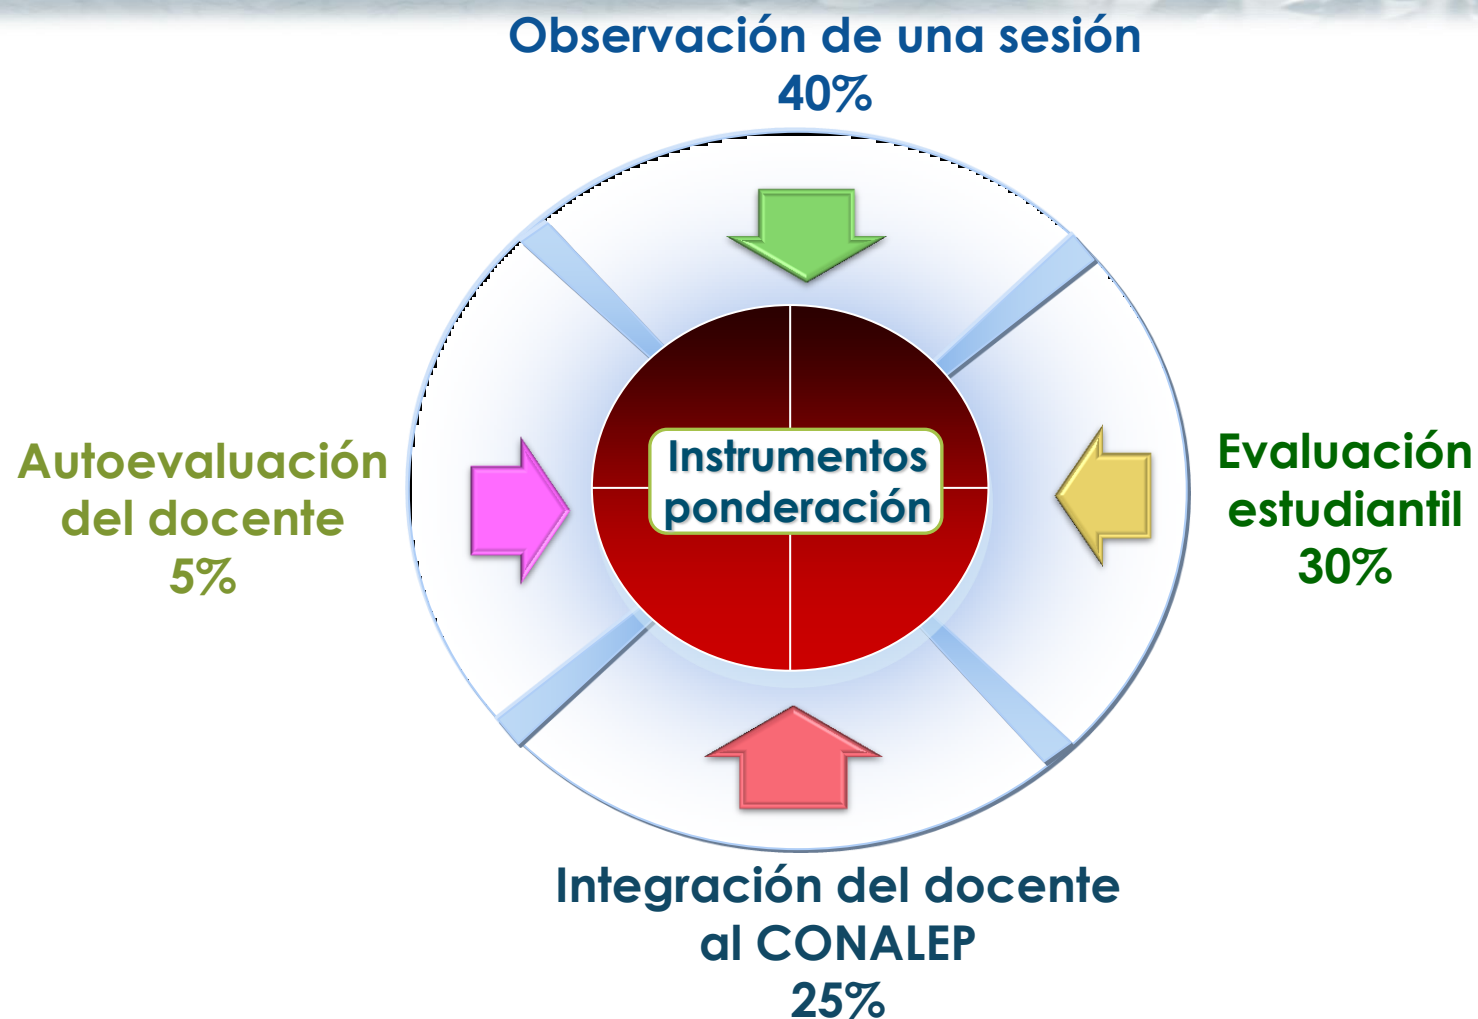 Observación de una sesión
40%
Autoevaluación
del docente
5%
Instrumentos
ponderación
Evaluación
estudiantil
30%
Integración del docente
al CONALEP
25%